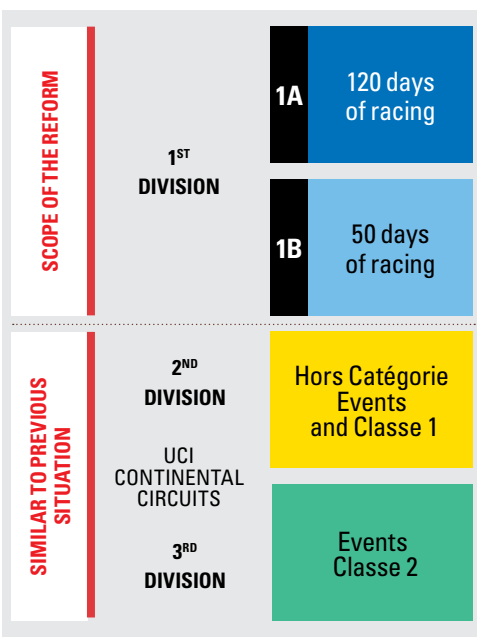 SCOPE OF THE REFORM
1ST
DIVISION
1A
120 days
of racing
1B
50 days
of racing
SIMILAR TO PREVIOUS
SITUATION
2ND
DIVISION
Hors Catégorie
Events
and Classe 1
UCI
CONTINENTAL
CIRCUITS
3RD
DIVISION
Events
Classe 2